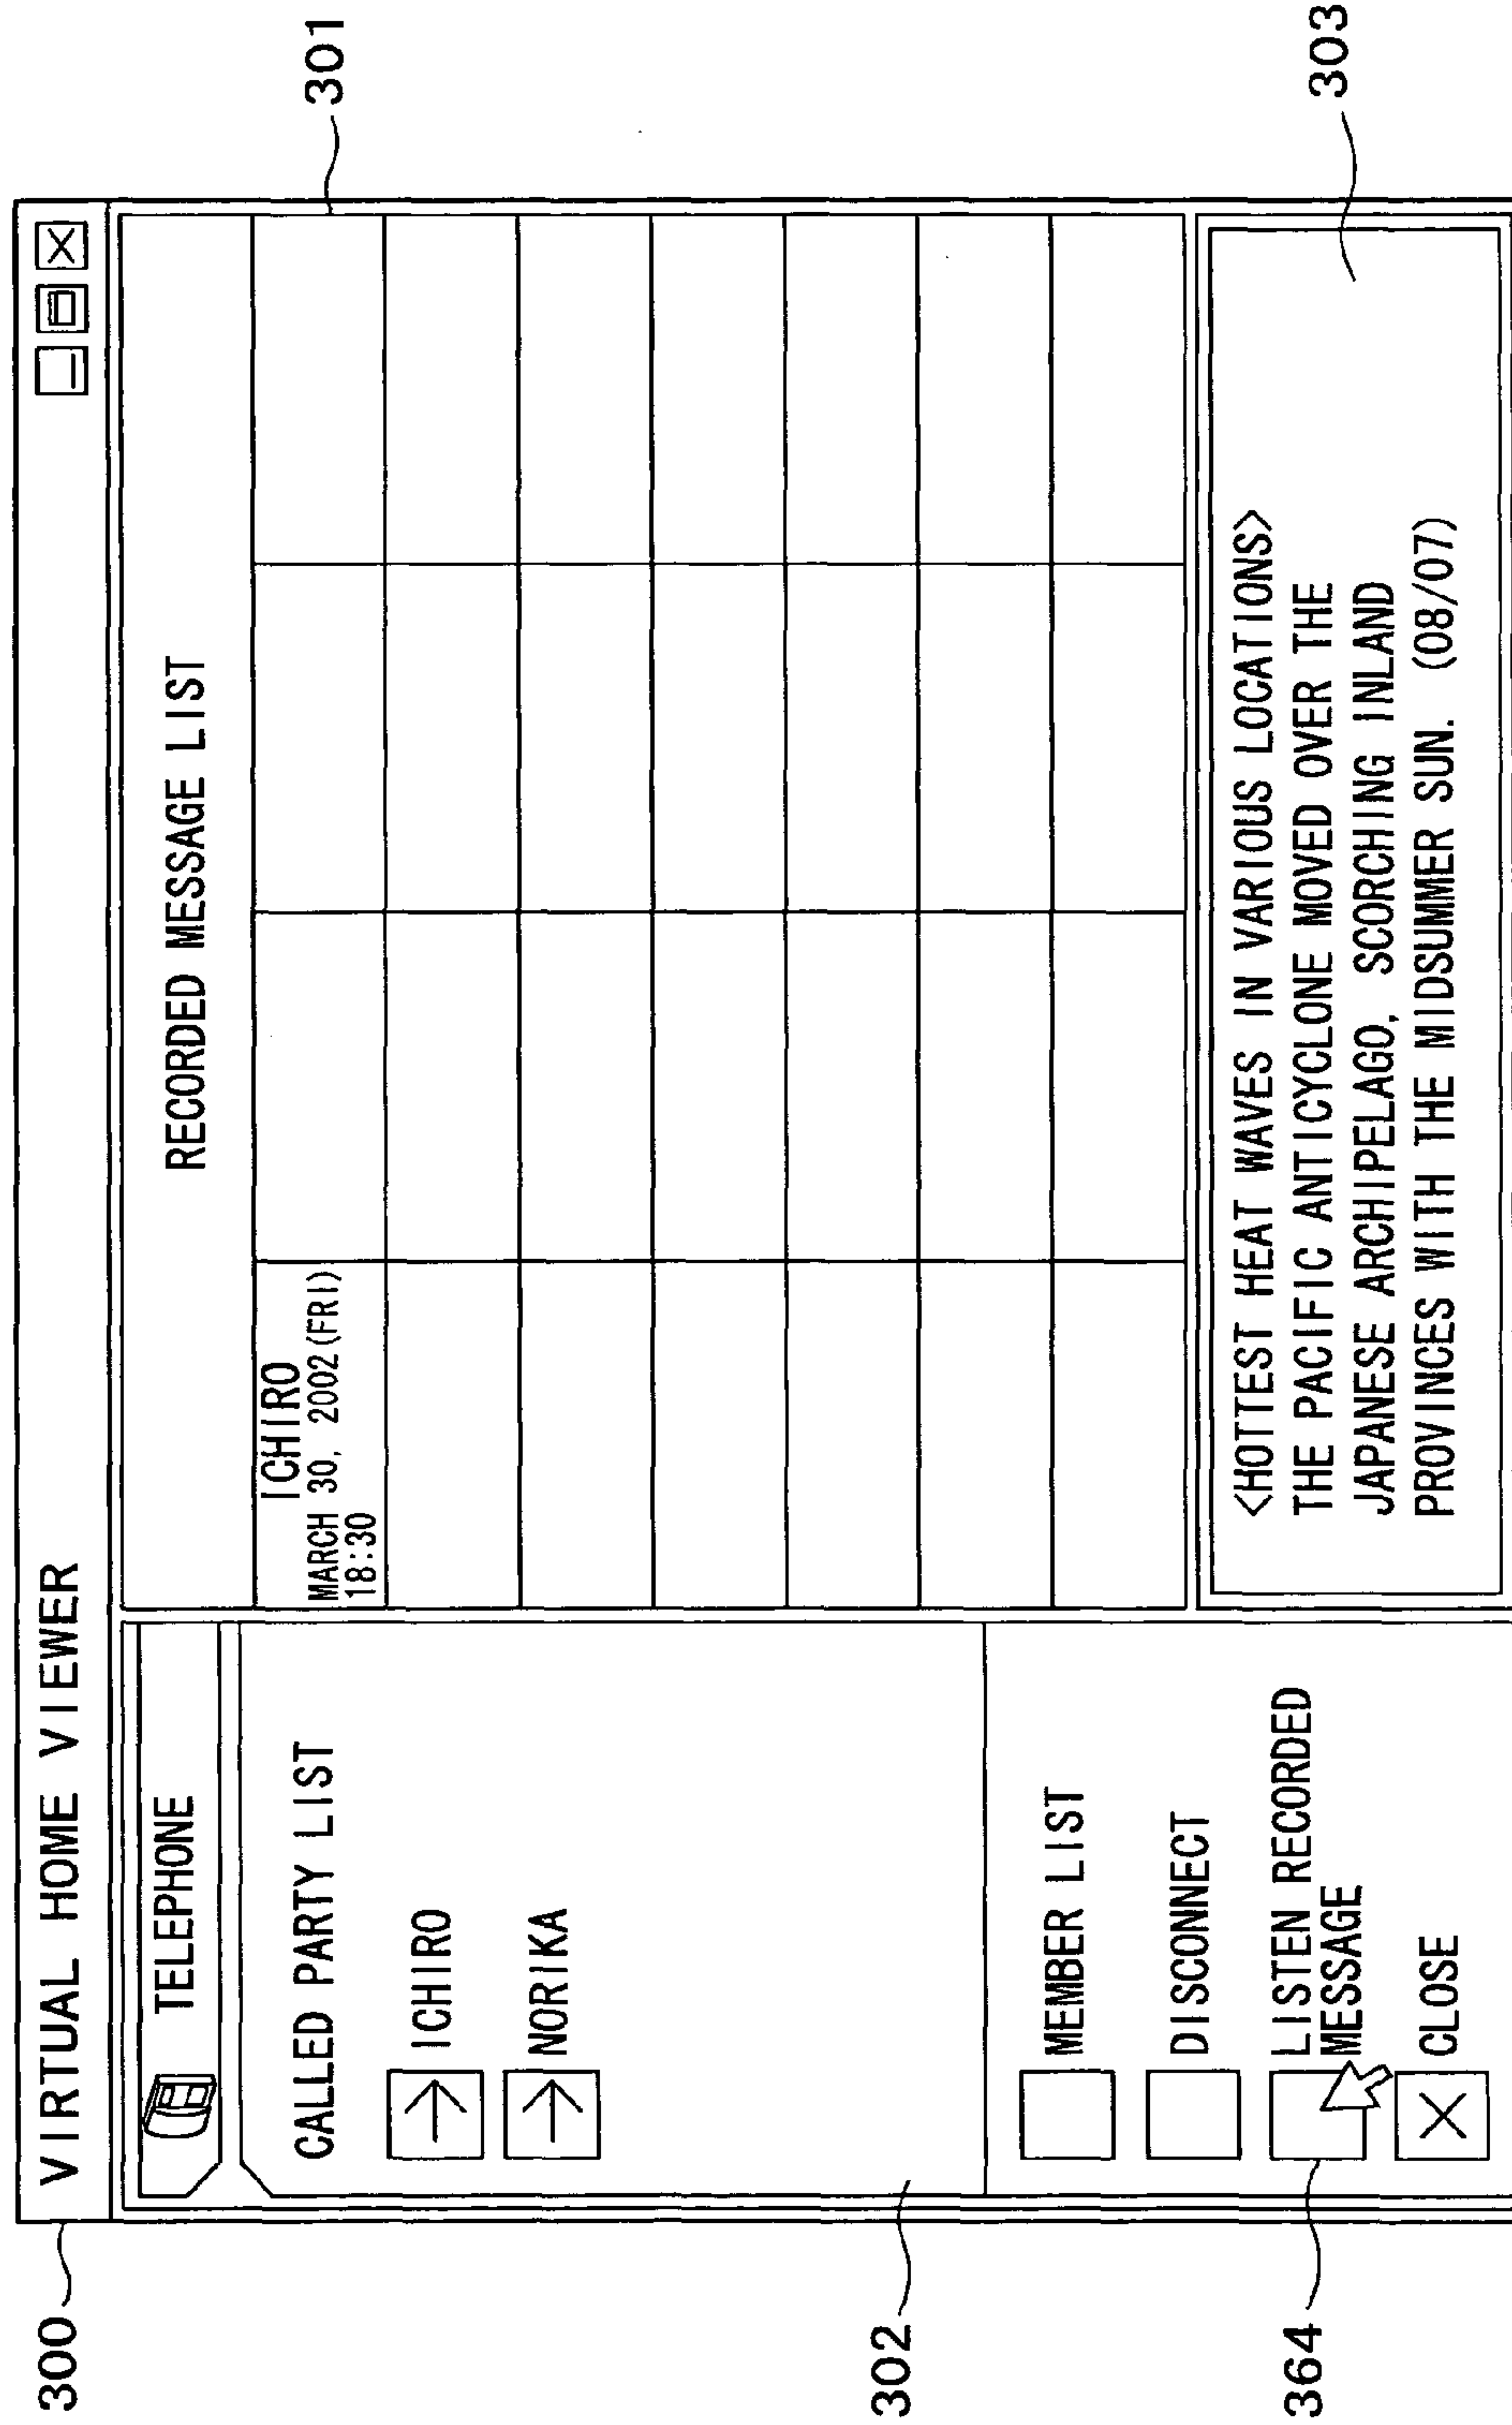 300
VIRTUAL HOME VIEWER
TELEPHONE
CALLED PARTY LIST
ICHIRO
NORIKA
302
MEMBER LIST
DISCONNECT
LISTEN RECORDED
MESSAGE
364
CLOSE
RECORDED MESSAGE LIST
301
ICHIRO
MARCH 30, 2002(FRI)
18:30
<HOTTEST HEAT WAVES IN VARIOUS LOCATIONS>
THE PACIFIC ANTICYCLONE MOVED OVER THE
JAPANESE ARCHIPELAGO, SCORCHING INLAND
PROVINCES WITH THE MIDSUMMER SUN. (08/07)
303